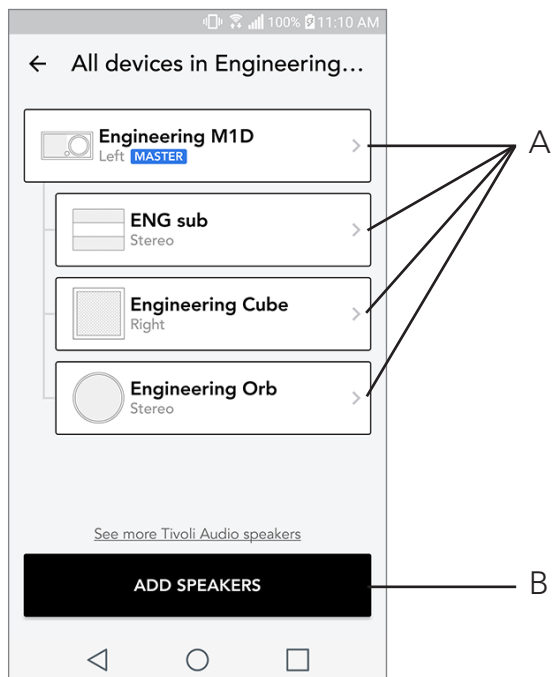 100% 11:10 AM
All devices in Engineering...
Engineering M1D
Left MASTER
A
ENG sub
Stereo
Engineering Cube
Right
Engineering Orb
Stereo
See more Tivoli Audio speakers
ADD SPEAKERS
B